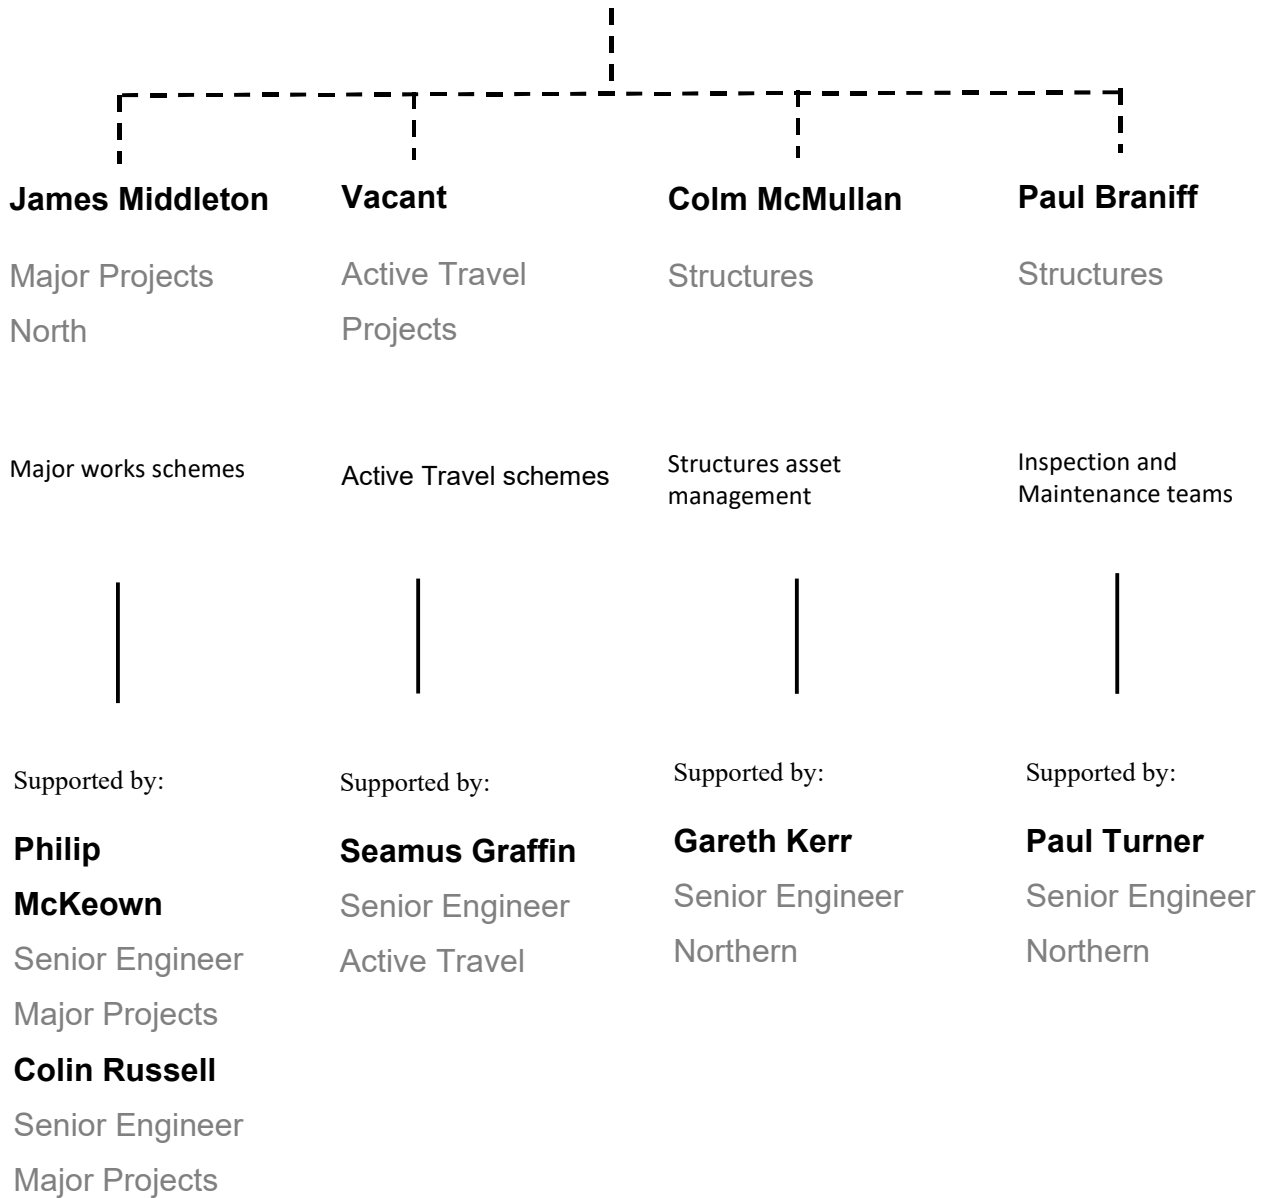 James Middleton
Major Projects
North
Major works schemes
Supported by:
Philip
McKeown
Senior Engineer
Major Projects
Colin Russell
Senior Engineer
Major Projects
Vacant
Active Travel
Projects
Active Travel schemes
Supported by:
Seamus Graffin
Senior Engineer
Active Travel
Colm McMullan
Structures
Structures asset
management
Supported by:
Gareth Kerr
Senior Engineer
Northern
Paul Braniff
Structures
Inspection and
Maintenance teams
Supported by:
Paul Turner
Senior Engineer
Northern